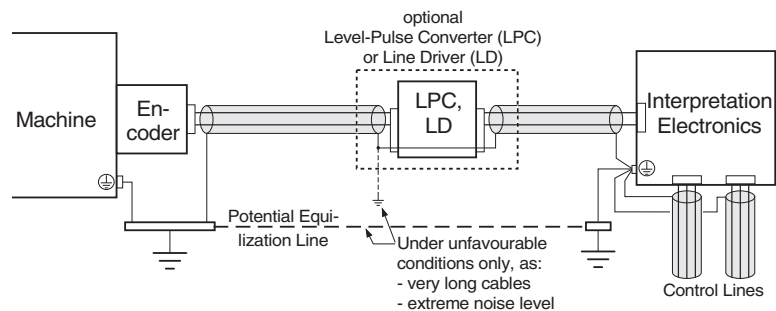 optional
Level-Pulse Converter (LPC)
or Line Driver (LD)
Machine
En-
coder
LPC,
LD
Interpretation
Electronics
Potential Equi-
lization Line
Under unfavourable
conditions only, as:
- very long cables
- extreme noise level
Control Lines